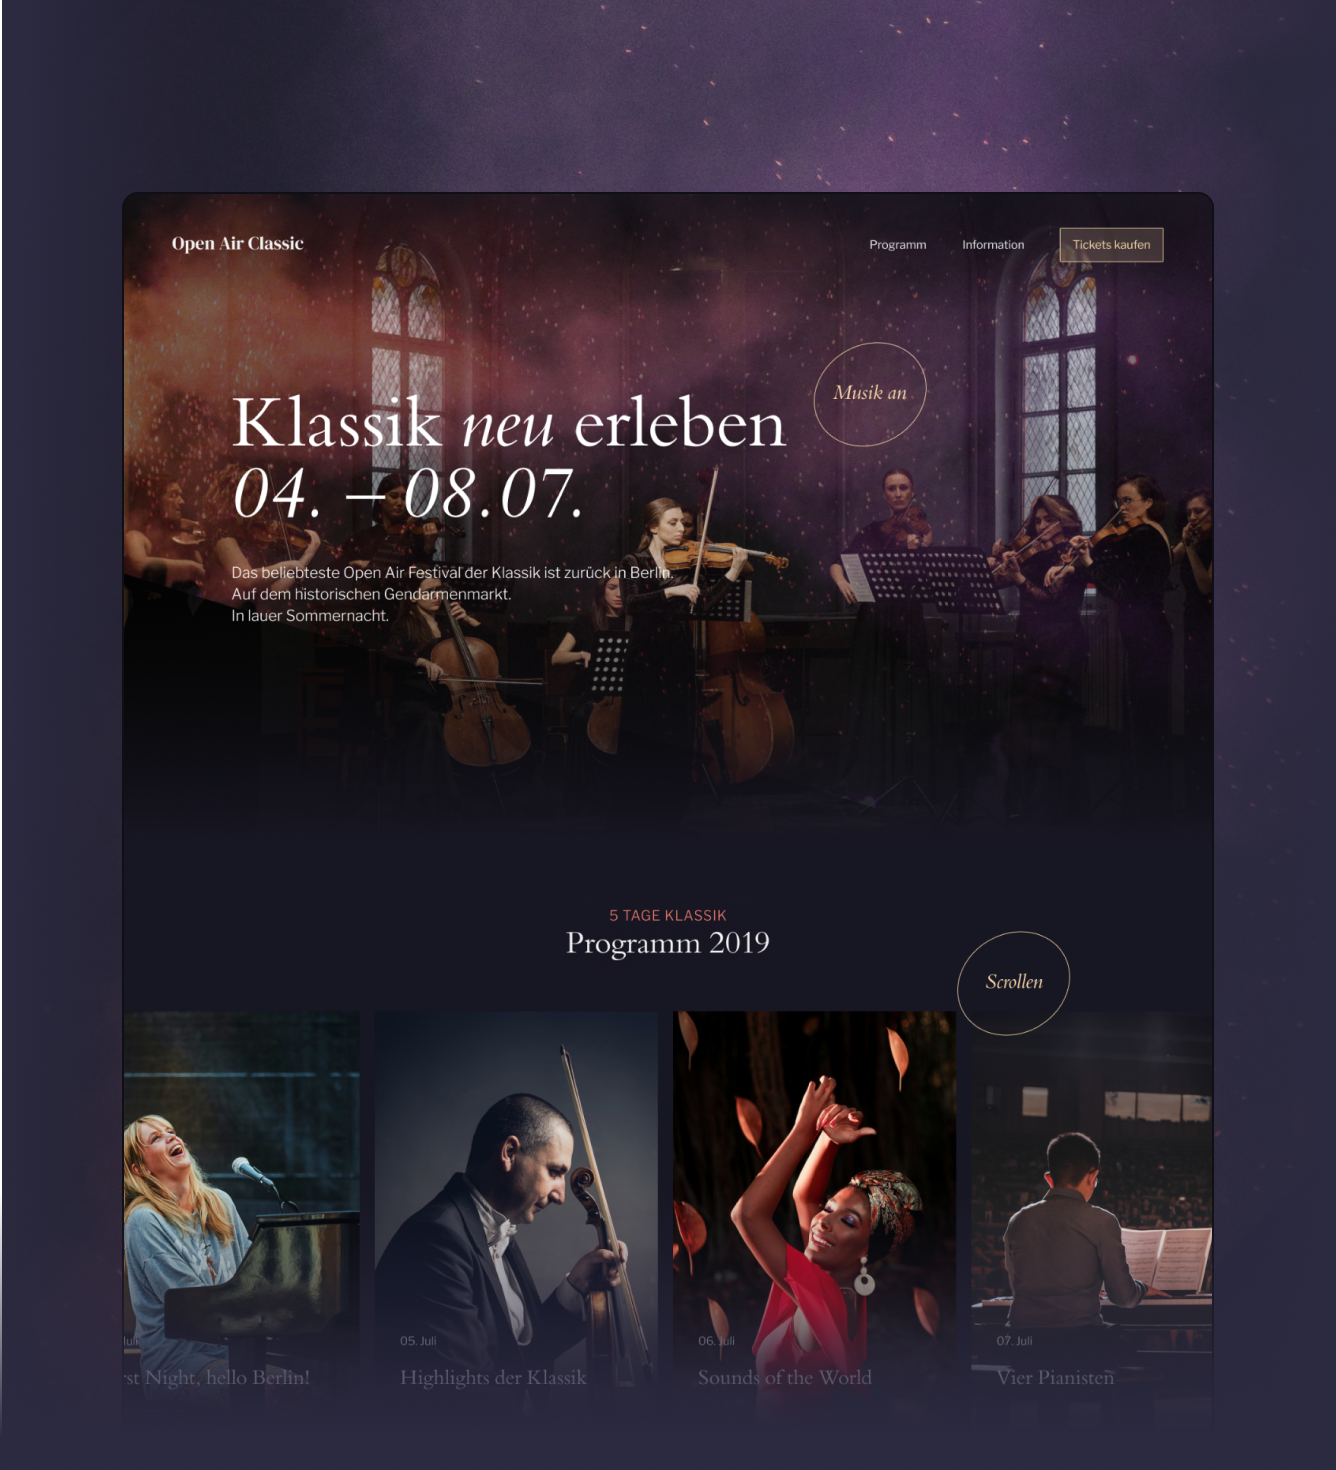 Open Air Classic
Programm
Information
Tickets kaufen
Musik an
Klassik neu erleben
04. – 08.07.
Das beliebteste Open Air Festival der Klassik ist zurück in Berlin.
Auf dem historischen Gendarmenmarkt.
In lauer Sommernacht.
5 TAGE KLASSIK
Programm 2019
Scrollen
Juli
rst Night, hello Berlin!
05. Juli
Highlights der Klassik
06. Juli
Sounds of the World
07. Juli
Vier Pianisten